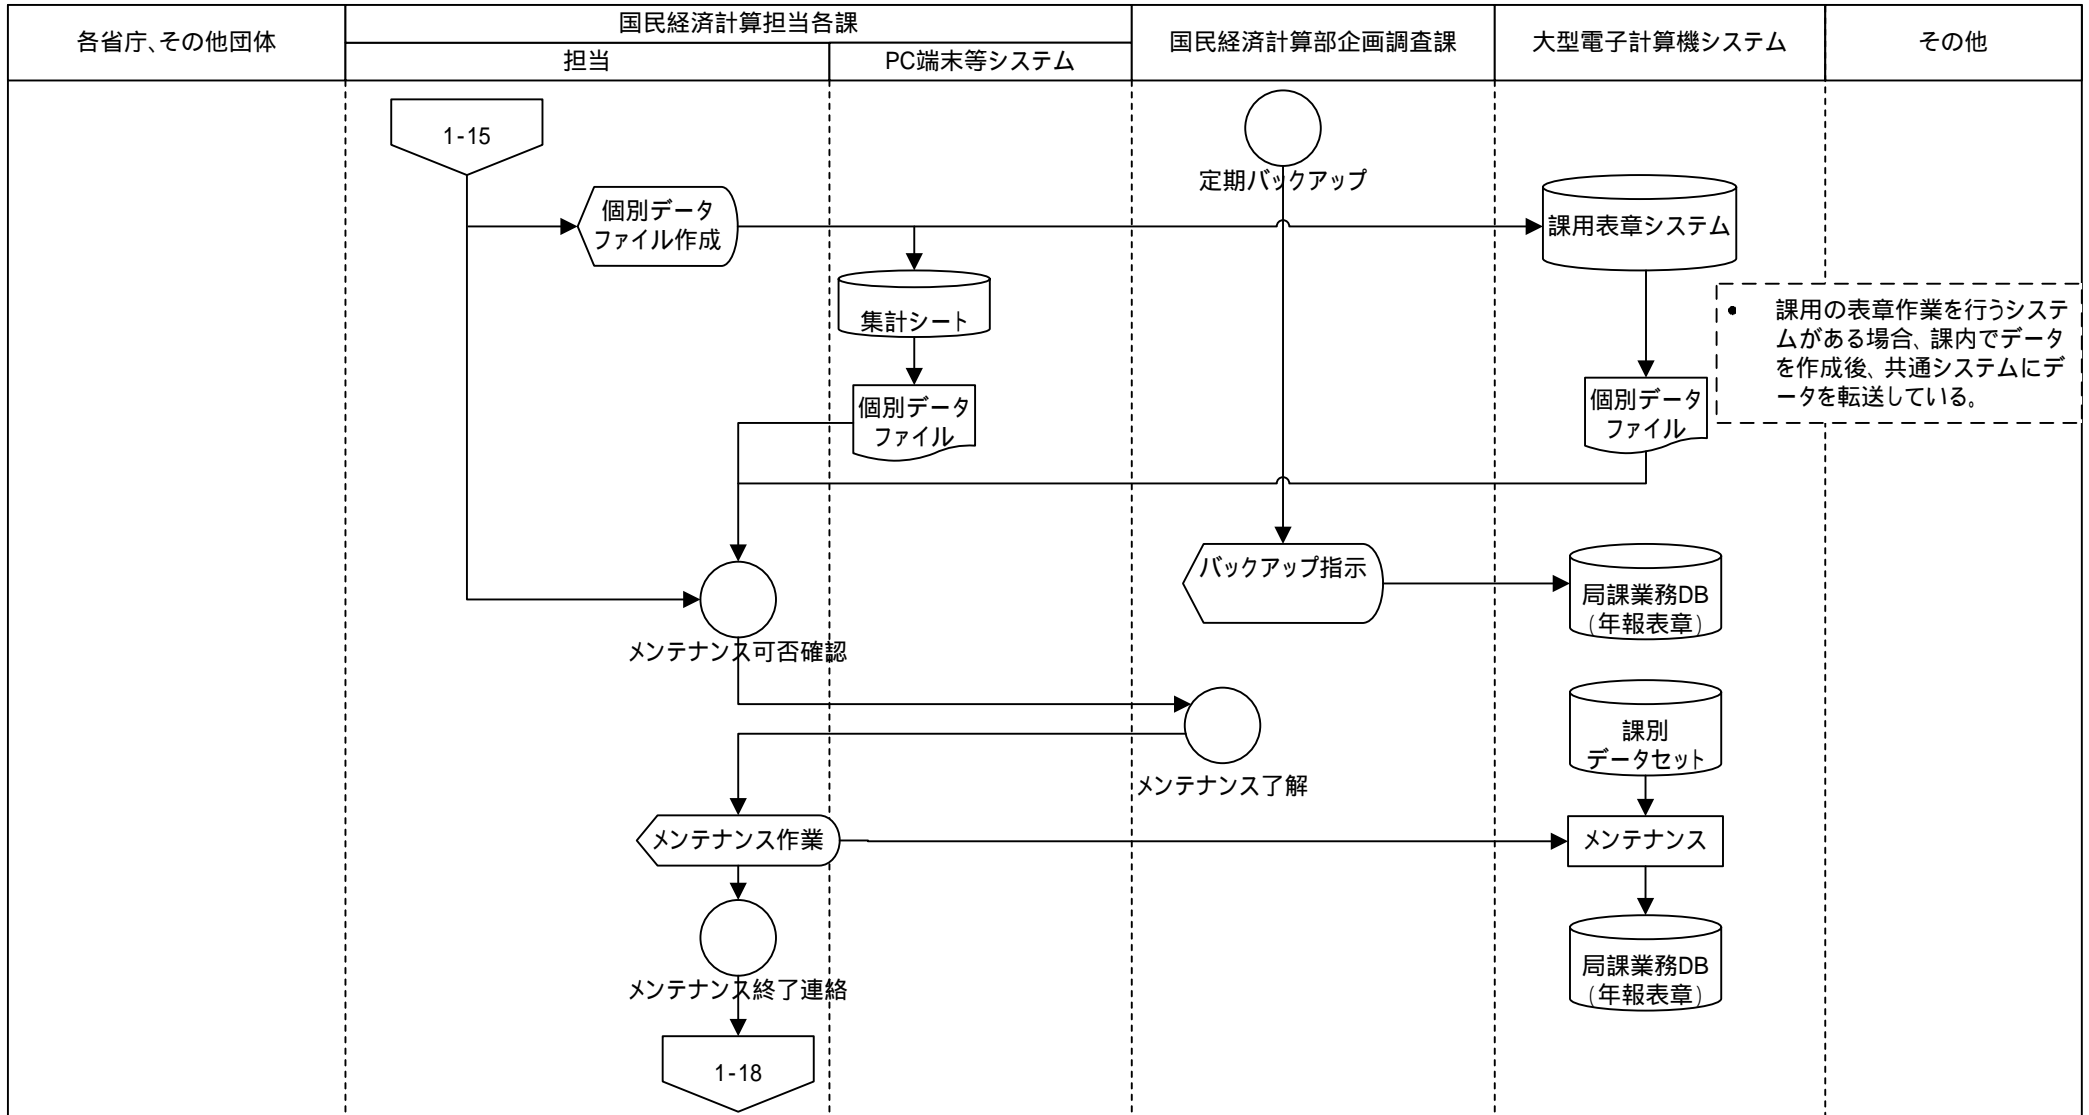 各省庁、その他団体
国民経済計算担当各課
担当
PC端末等システム
国民経済計算部企画調査課
大型電子計算機システム
その他
1-15
定期バックアップ
個別データ
ファイル作成
課用表章システム
集計シート
• 課用の表章作業を行うシステ
ムがある場合、課内でデータ
を作成後、共通システムにデ
ータを転送している。
個別データ
ファイル
個別データ
ファイル
バックアップ指示
局課業務DB
（年報表章）
メンテナンス可否確認
課別
データセット
メンテナンス了解
メンテナンス作業
メンテナンス
メンテナンス終了連絡
局課業務DB
（年報表章）
1-18